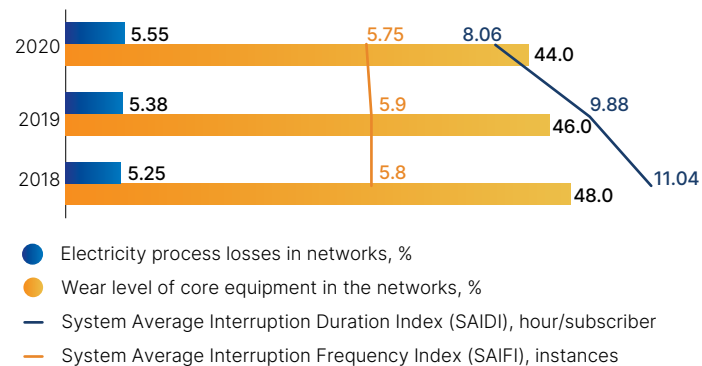 2020 5.55 5.75 8.06 44.0
2019 5.38 5.9 9.88 46.0
2018 5.25 5.8 11.04 48.0
Electricity process losses in networks, %
Wear level of core equipment in the networks, %
System Average Interruption Duration Index (SAIDI), hour/subscriber
System Average Interruption Frequency Index (SAIFI), instances